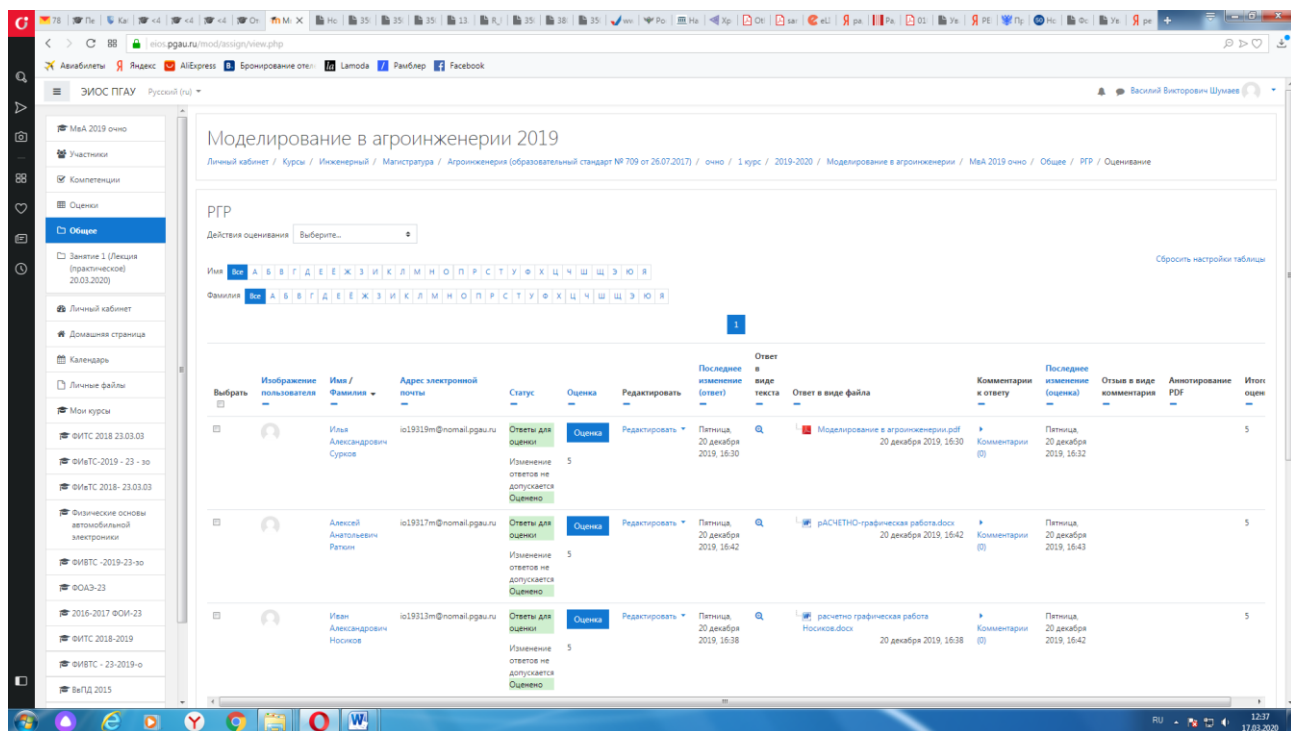 eios.pgau.ru/mod/assign/view.php
Авиабилеты Яндекс AliExpress Бронирование отел Lamoda Рамблер Facebook
ЭИОС ПГАУ Русский (ru)
Василий Викторович Шумаев
МвА 2019 очно
Участники
Компетенции
Оценки
Общее
Занятие 1 (Лекция
(практическое)
20.03.2020)
Личный кабинет
Домашняя страница
Календарь
Личные файлы
Мои курсы
ФИТС 2018 23.03.03
ФИвТС-2019 - 23 - зо
ФИвТС 2018- 23.03.03
Физические основы
автомобильной
электроники
ФИВТС -2019-23-зо
ФОАЭ-23
2016-2017 ФОИ-23
ФИТС 2018-2019
ФИВТС - 23-2019-о
ВвПД 2015
Моделирование в агроинженерии 2019
Личный кабинет / Курсы / Инженерный / Магистратура / Агроинженерия (образовательный стандарт № 709 от 26.07.2017) / очно / 1 курс / 2019-2020 / Моделирование в агроинженерии / МвА 2019 очно / Общее / РГР / Оценивание
РГР
Действия оценивания Выберите...
Сбросить настройки таблицы
Имя Все А Б В Г Д Е Ё Ж З И К Л М Н О П Р С Т У Ф Х Ц Ч Ш Щ Э Ю Я
Фамилия Все А Б В Г Д Е Ё Ж З И К Л М Н О П Р С Т У Ф Х Ц Ч Ш Щ Э Ю Я
1
Выбрать
Изображение
пользователя
Имя /
Фамилия
Адрес электронной
почты
Статус
Оценка
Редактировать
Последнее
изменение
(ответ)
Ответ
в
виде
текста
Ответ в виде файла
Комментарии
к ответу
Последнее
изменение
(оценка)
Отзыв в виде
комментария
Аннотирование
PDF
Итого
оцен
Илья
Александрович
Сурков
io19319m@nomail.pgau.ru
Ответы для
оценки
Изменение
ответов не
допускается
Оценено
Оценка
5
Редактировать
Пятница,
20 декабря
2019, 16:30
Моделирование в агроинженерии.pdf
20 декабря 2019, 16:30
Комментарии
(0)
Пятница,
20 декабря
2019, 16:32
5
Алексей
Анатольевич
Раткин
io19317m@nomail.pgau.ru
Ответы для
оценки
Изменение
ответов не
допускается
Оценено
Оценка
5
Редактировать
Пятница,
20 декабря
2019, 16:42
рАСЧЕТНО-графическая работа.docx
20 декабря 2019, 16:42
Комментарии
(0)
Пятница,
20 декабря
2019, 16:43
5
Иван
Александрович
Носиков
io19313m@nomail.pgau.ru
Ответы для
оценки
Изменение
ответов не
допускается
Оценено
Оценка
5
Редактировать
Пятница,
20 декабря
2019, 16:38
расчетно графическая работа
Носиков.docx
20 декабря 2019, 16:38
Комментарии
(0)
Пятница,
20 декабря
2019, 16:42
5
RU
12:37
17.03.2020